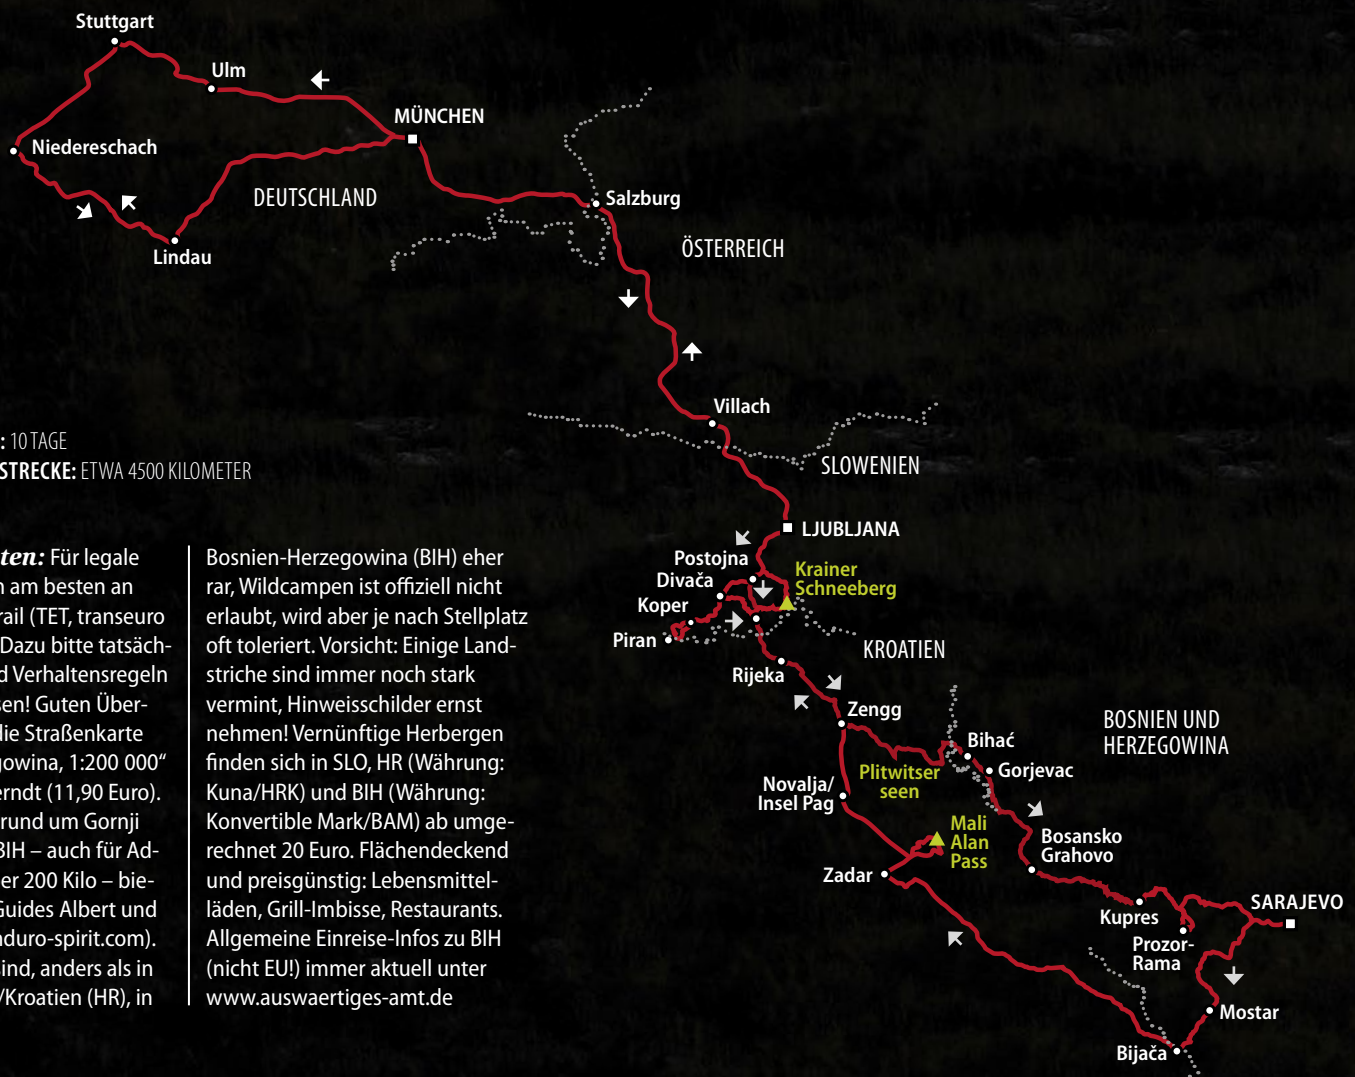 Stuttgart
Ulm
MÜNCHEN
Niedereschach
DEUTSCHLAND
Salzburg
Lindau
ÖSTERREICH
Villach
SLOWENIEN
LJUBLJANA
Postojna
Divača
Krainer
Schneeberg
Koper
Piran
KROATIEN
Rijeka
Zengg
BOSNIEN UND
HERZEGOWINA
Bihać
Gorjevac
Plitwitser
seen
Novalja/
Insel Pag
Mali
Alan
Pass
Bosansko
Grahovo
Zadar
SARAJEVO
Kupres
Prozor-
Rama
Mostar
Bijača
: 10 TAGE
STRECKE: ETWA 4500 KILOMETER
ten: Für legale
n am besten an
rail (TET, transeuro
Dazu bitte tatsäch-
d Verhaltensregeln
sen! Guten Über-
die Straßenkarte
gowina, 1:200 000“
erndt (11,90 Euro).
rund um Gornji
BIH – auch für Ad-
er 200 Kilo – bie-
Guides Albert und
nduro-spirit.com).
sind, anders als in
/Kroatien (HR), in
Bosnien-Herzegowina (BIH) eher
rar, Wildcampen ist offiziell nicht
erlaubt, wird aber je nach Stellplatz
oft toleriert. Vorsicht: Einige Land-
striche sind immer noch stark
vermint, Hinweisschilder ernst
nehmen! Vernünftige Herbergen
finden sich in SLO, HR (Währung:
Kuna/HRK) und BIH (Währung:
Konvertible Mark/BAM) ab umge-
rechnet 20 Euro. Flächendeckend
und preisgünstig: Lebensmittel-
läden, Grill-Imbisse, Restaurants.
Allgemeine Einreise-Infos zu BIH
(nicht EU!) immer aktuell unter
www.auswaertiges-amt.de